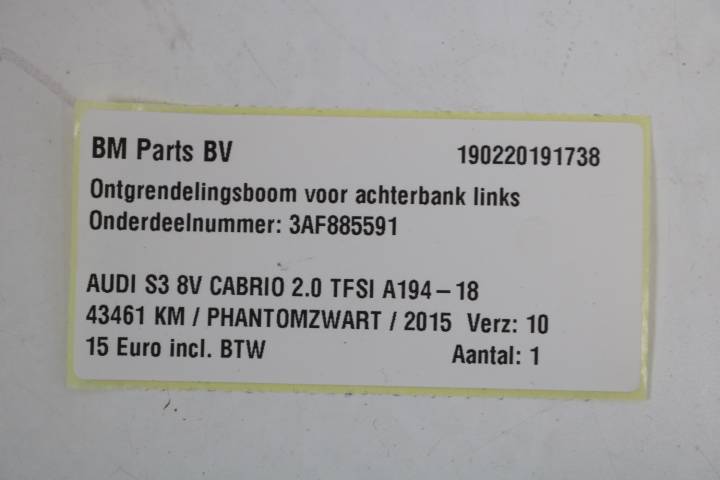 BM Parts BV 190220191738
Ontgrendelingsboom voor achterbank links
Onderdeelnummer: 3AF885591
AUDI S3 8V CABRIO 2.0 TFSI A194-18
43461 KM / PHANTOMZWART / 2015 Verz: 10
15 Euro incl. BTW Aantal: 1